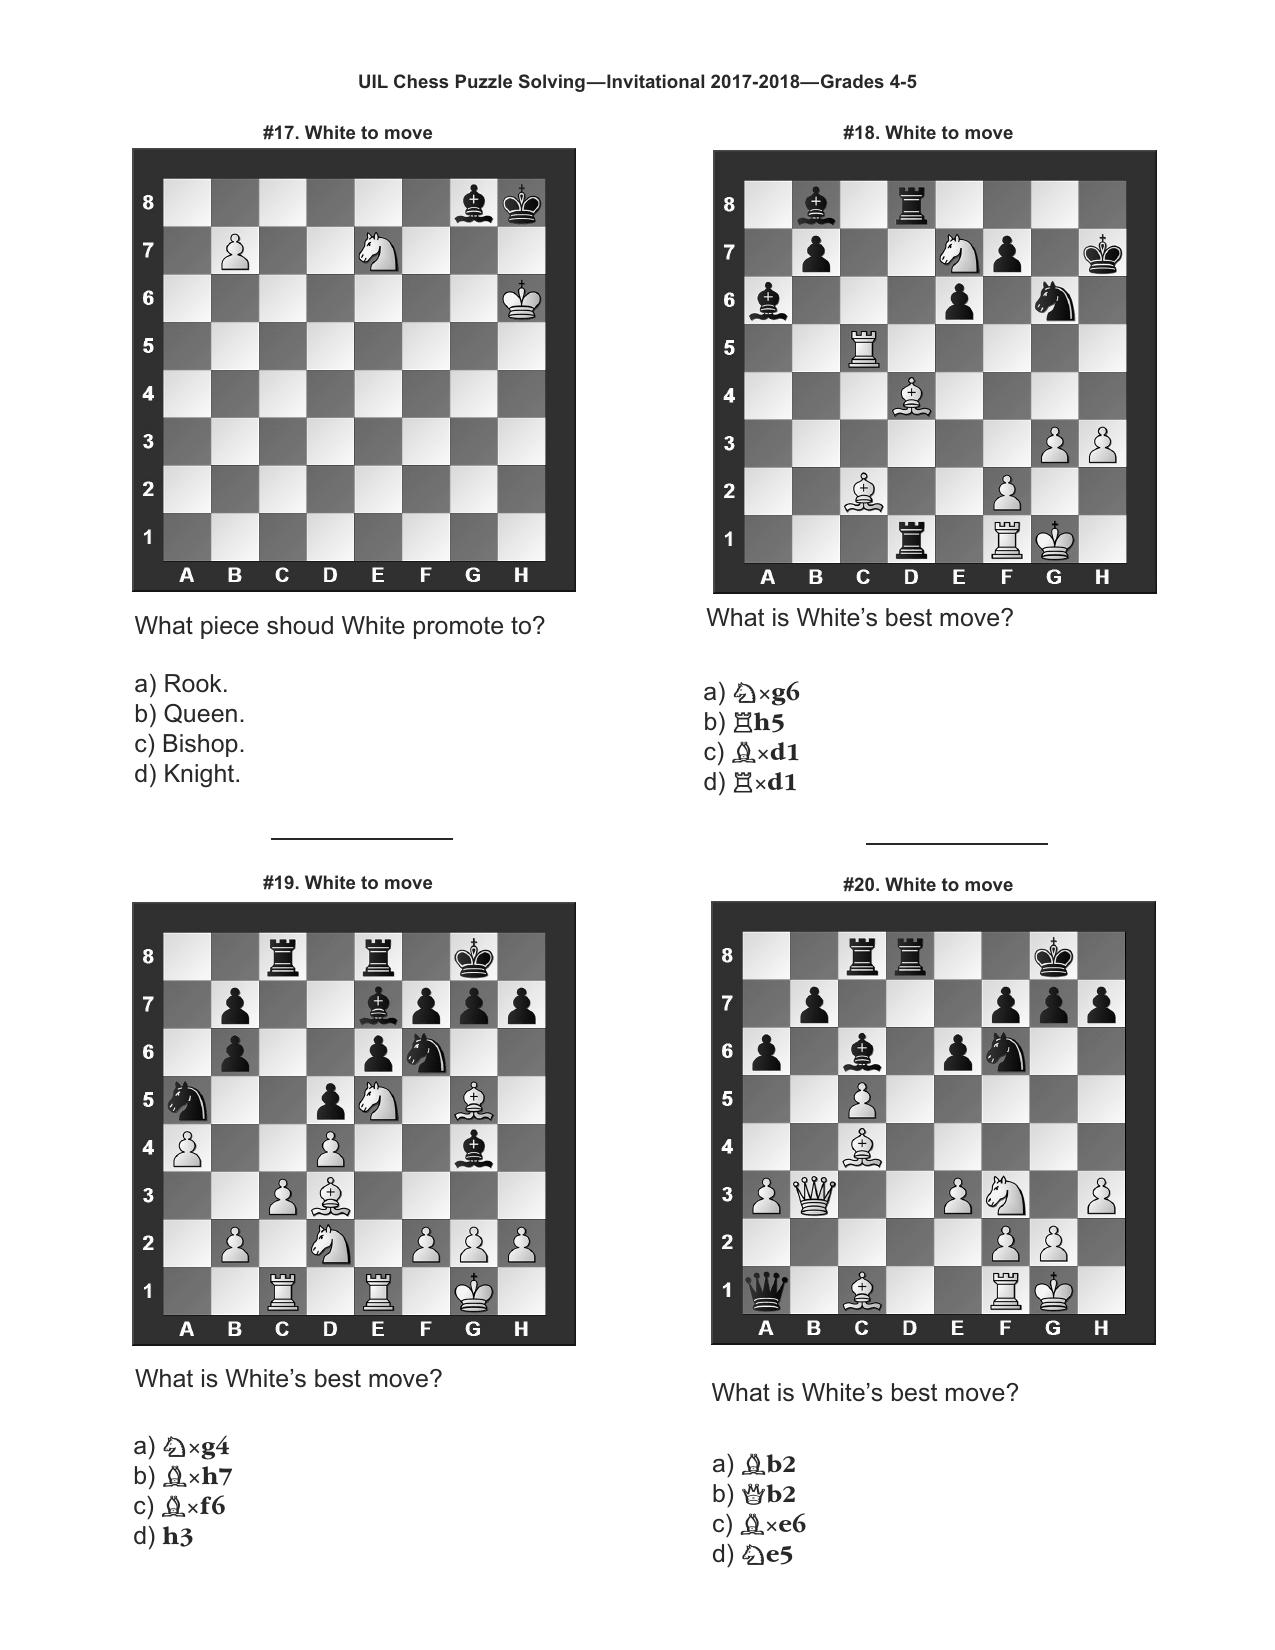 UIL Chess Puzzle Solving—Invitational 2017-2018—Grades 4-5
#17. White to move
8
7
6
5
4
3
2
1
A B C D E F G H
What piece shoud White promote to?
a) Rook.
b) Queen.
c) Bishop.
d) Knight.
#18. White to move
8
7
6
5
4
3
2
1
A B C D E F G H
What is White’s best move?
a) ♘×g6
b) ♖h5
c) ♗×d1
d) ♖×d1
#19. White to move
8
7
6
5
4
3
2
1
A B C D E F G H
What is White’s best move?
a) ♘×g4
b) ♗×h7
c) ♗×f6
d) h3
#20. White to move
8
7
6
5
4
3
2
1
A B C D E F G H
What is White’s best move?
a) ♗b2
b) ♕b2
c) ♗×e6
d) ♘e5